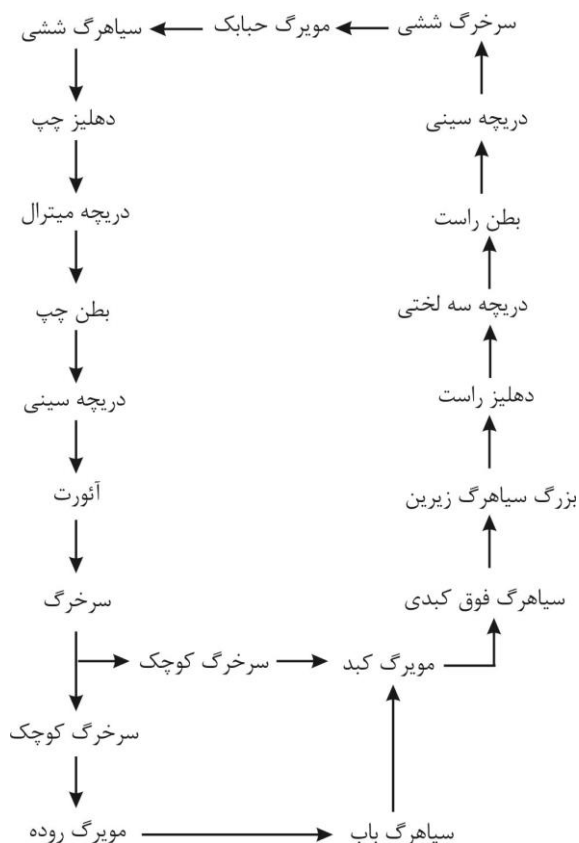 سرخرگ ششی
مویرگ حبابک
سیاهرگ ششی
دریچه سینی
دهلیز چپ
بطن راست
دریچه میترال
دریچه سه لختی
بطن چپ
دهلیز راست
دریچه سینی
بزرگ سیاهرگ زیرین
آئورت
سیاهرگ فوق کبدی
سرخرگ
مویرگ کبد
سرخرگ کوچک
سرخرگ کوچک
سیاهرگ باب
مویرگ روده